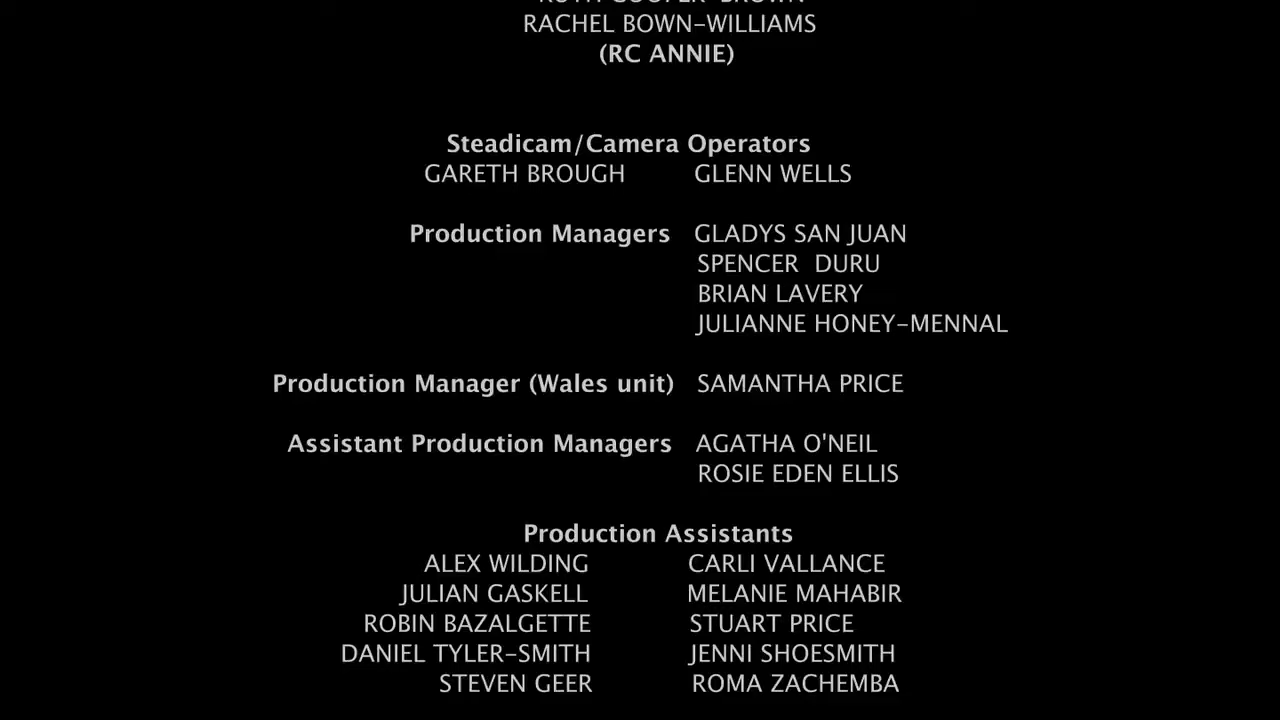 RACHEL BOWN-WILLIAMS
(RC ANNIE)
Steadicam/Camera Operators
GARETH BROUGH GLENN WELLS
Production Managers GLADYS SAN JUAN
SPENCER DURU
BRIAN LAVERY
JULIANNE HONEY-MENNAL
Production Manager (Wales unit) SAMANTHA PRICE
Assistant Production Managers AGATHA O'NEIL
ROSIE EDEN ELLIS
Production Assistants
ALEX WILDING CARLI VALLANCE
JULIAN GASKELL MELANIE MAHABIR
ROBIN BAZALGETTE STUART PRICE
DANIEL TYLER-SMITH JENNI SHOESMITH
STEVEN GEER ROMA ZACHEMBA